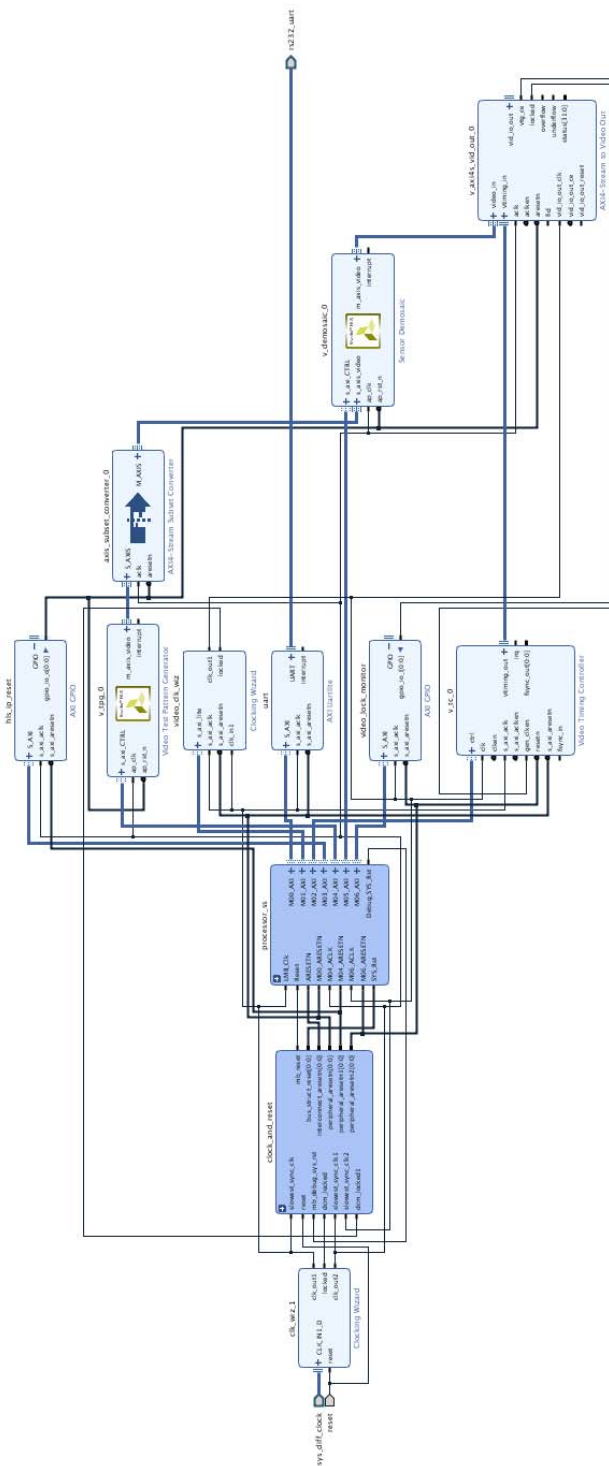 sys_diff_clock
reset
clk_wiz_1
CLK_IN1_D
reset
clk_out1
locked
clk_out2
Clocking Wizard
clock_and_reset
slowest_sync_clk
reset
mb_debug_sys_rst
dcm_locked
slowest_sync_clk1
slowest_sync_clk2
dcm_locked1
mb_reset
bus_struct_reset[0:0]
interconnect_aresetn[0:0]
peripheral_aresetn[0:0]
peripheral_aresetn1[0:0]
peripheral_aresetn2[0:0]
processor_ss
LMB_Clk
Reset
ARESETN
M00_ARESETN
M04_ACLK
M04_ARESETN
M06_ACLK
M06_ARESETN
SYS_Rst
M00_AXI
M01_AXI
M02_AXI
M03_AXI
M04_AXI
M05_AXI
M06_AXI
Debug_SYS_Rst
hls_ip_reset
S_AXI
s_axi_aclk
s_axi_aresetn
GPIO
gpio_io_o[0:0]
AXI GPIO
v_tpg_0
s_axi_CTRL
ap_clk
ap_rst_n
m_axis_video
interrupt
Video Test Pattern Generator
video_clk_wiz
s_axi_lite
s_axi_aclk
s_axi_aresetn
clk_in1
clk_out1
locked
Clocking Wizard
uart
S_AXI
s_axi_aclk
s_axi_aresetn
UART
interrupt
AXI Uartlite
video_lock_monitor
S_AXI
s_axi_aclk
s_axi_aresetn
GPIO
gpio_io_i[0:0]
AXI GPIO
v_tc_0
ctrl
clk
clken
s_axi_aclk
s_axi_aclken
gen_clken
resetn
s_axi_aresetn
fsync_in
vtiming_out
irq
fsync_out[0:0]
Video Timing Controller
axis_subset_converter_0
S_AXIS
aclk
aresetn
M_AXIS
AXI4-Stream Subset Converter
v_demosaic_0
s_axi_CTRL
s_axis_video
ap_clk
ap_rst_n
m_axis_video
interrupt
Sensor Demosaic
rs232_uart
v_axi4s_vid_out_0
video_in
vtiming_in
aclk
aclken
aresetn
fid
vid_io_out_clk
vid_io_out_ce
vid_io_out_reset
vid_io_out
vtg_ce
locked
overflow
underflow
status[31:0]
AXI4-Stream to Video Out